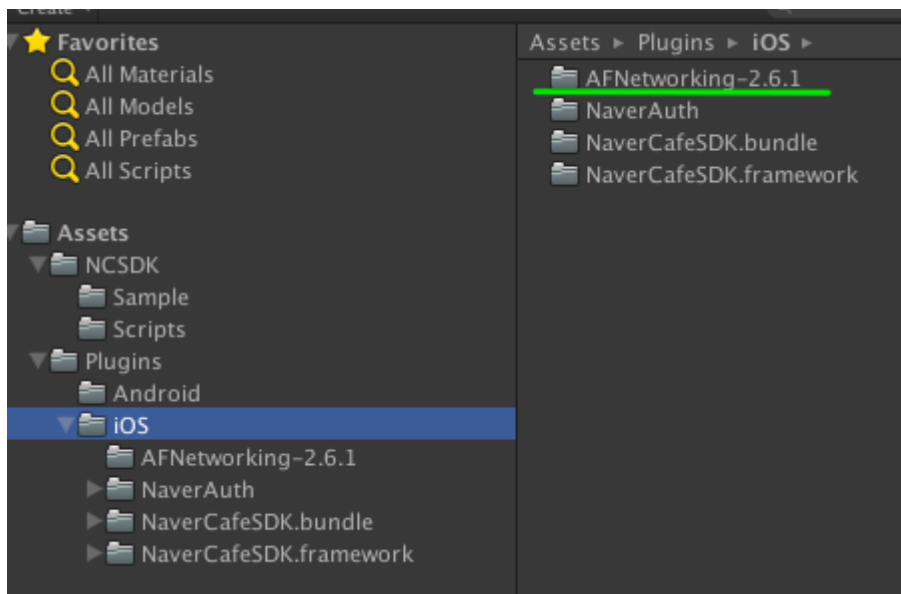 Create
Favorites
All Materials
All Models
All Prefabs
All Scripts
Assets
NCSDK
Sample
Scripts
Plugins
Android
iOS
AFNetworking-2.6.1
NaverAuth
NaverCafeSDK.bundle
NaverCafeSDK.framework
Assets ▸ Plugins ▸ iOS ▸
AFNetworking-2.6.1
NaverAuth
NaverCafeSDK.bundle
NaverCafeSDK.framework